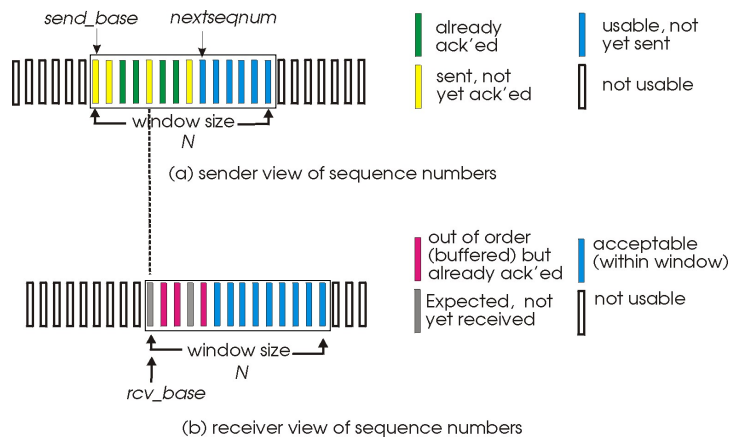 send_base
nextseqnum
already
ack'ed
usable, not
yet sent
sent, not
yet ack'ed
not usable
window size
N
(a) sender view of sequence numbers
out of order
(buffered) but
already ack'ed
acceptable
(within window)
Expected, not
yet received
not usable
window size
N
rcv_base
(b) receiver view of sequence numbers